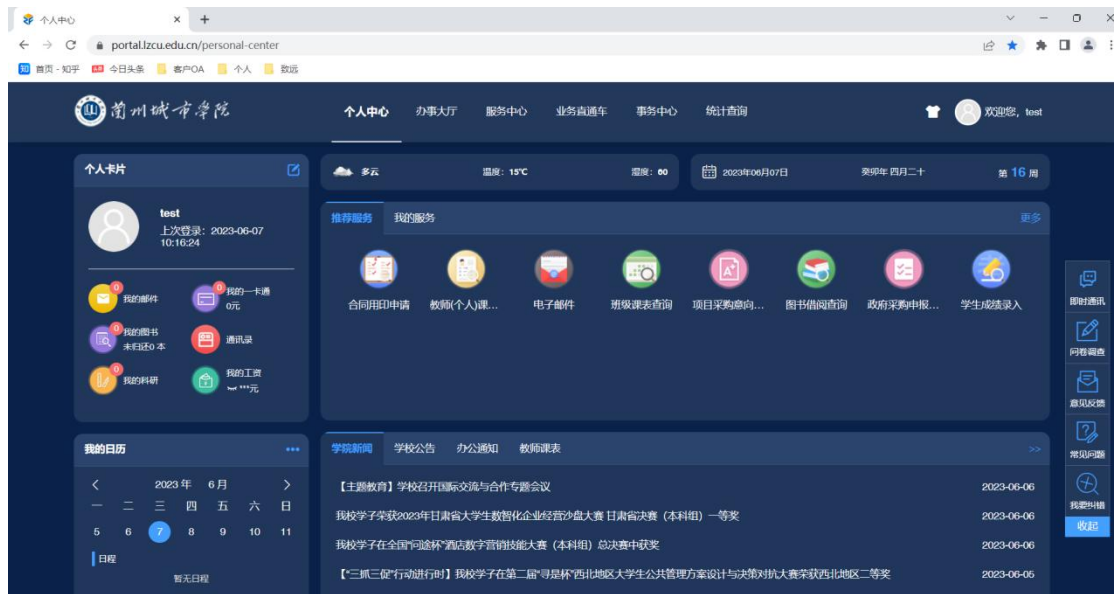 个人中心
portal.lzcu.edu.cn/personal-center
首页 - 知乎 今日头条 客户OA 个人 致远
兰州城市学院 个人中心 办事大厅 服务中心 业务直通车 事务中心 统计查询 欢迎您，test
个人卡片
多云 温度：15℃ 湿度：60 2023年06月07日 癸卯年 四月二十 第 16 周
test
上次登录：2023-06-07
10:16:24
推荐服务 我的服务 更多
合同用印申请 教师(个人)课... 电子邮件 班级课表查询 项目采购意向... 图书借阅查询 政府采购申报... 学生成绩录入
0 我的邮件
0 我的一卡通
0元
0 我的图书
未归还0 本
通讯录
0 我的科研
我的工资
***元
即时通讯
问卷调查
意见反馈
常见问题
我要纠错
收起
我的日历
2023 年 6 月
一 二 三 四 五 六 日
5 6 7 8 9 10 11
日程
暂无日程
学院新闻 学校公告 办公通知 教师课表 >>
【主题教育】学校召开国际交流与合作专题会议 2023-06-06
我校学子荣获2023年甘肃省大学生数智化企业经营沙盘大赛 甘肃省决赛（本科组）一等奖 2023-06-06
我校学子在全国“问途杯”酒店数字营销技能大赛（本科组）总决赛中获奖 2023-06-06
【“三抓三促”行动进行时】我校学子在第二届“寻是杯”西北地区大学生公共管理方案设计与决策对抗大赛荣获西北地区二等奖 2023-06-05